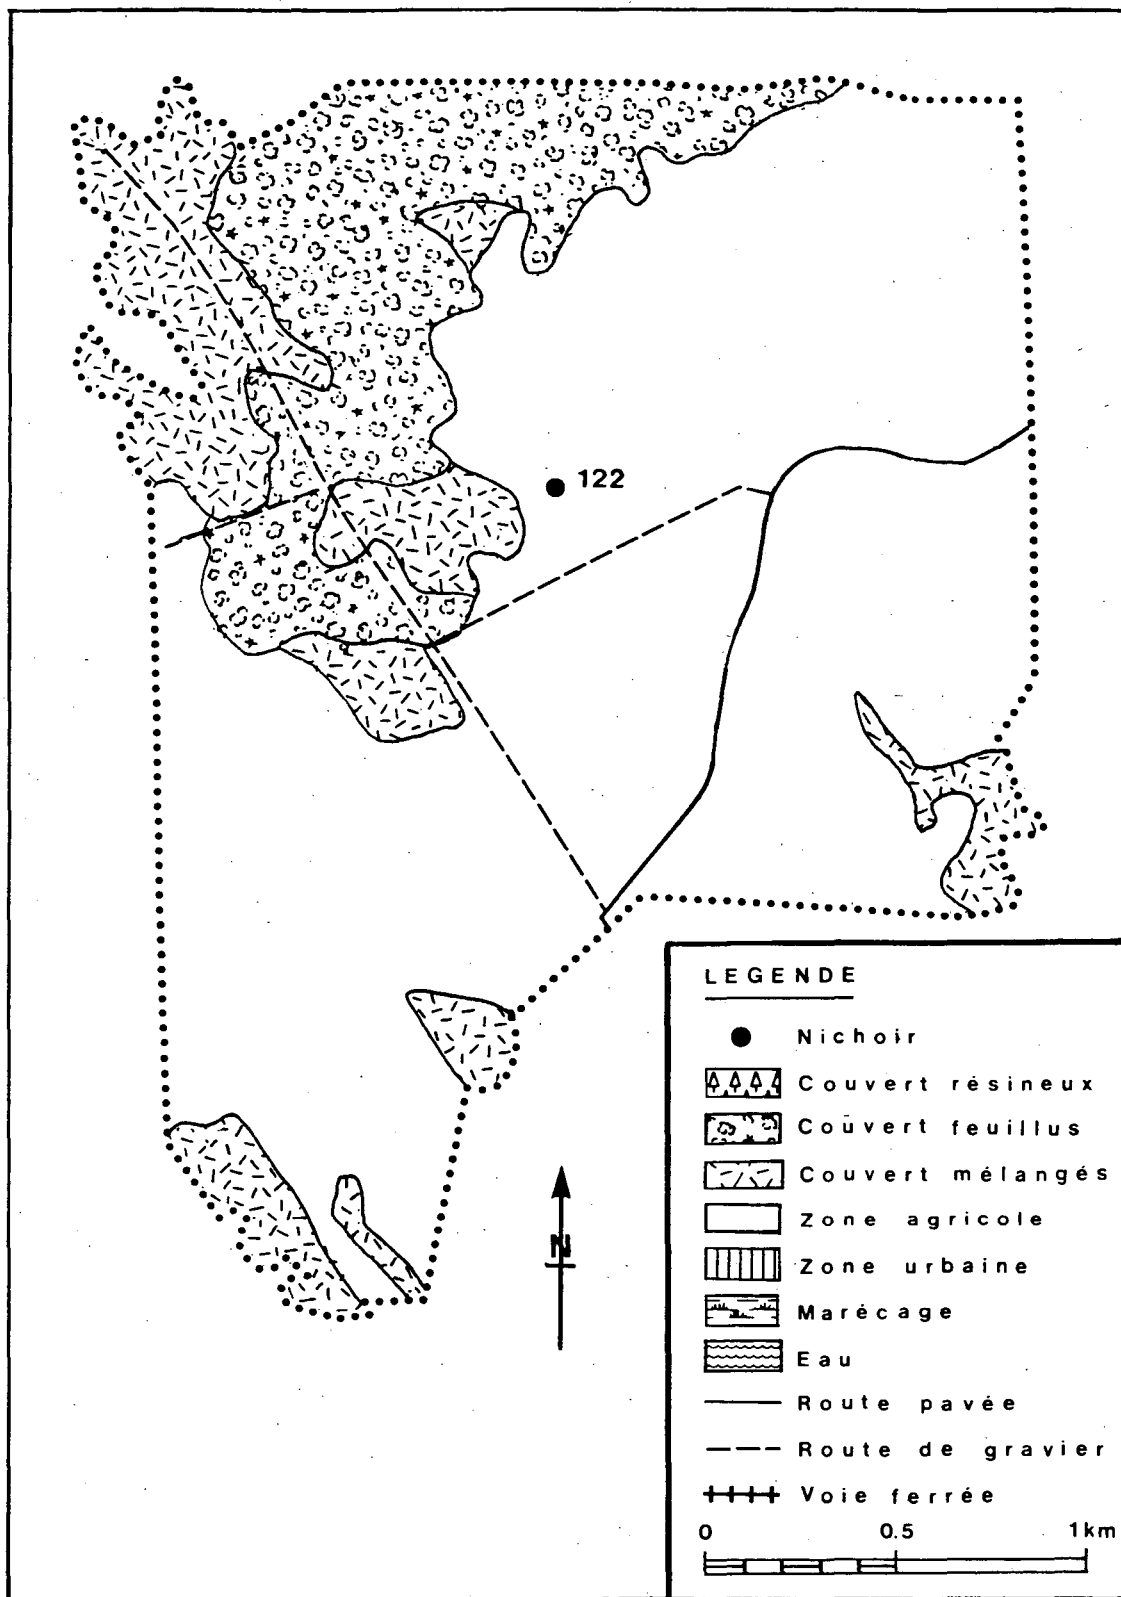 122
N
LEGENDE
Nichoir
Couvert résineux
Couvert feuillus
Couvert mélangés
Zone agricole
Zone urbaine
Marécage
Eau
Route pavée
Route de gravier
Voie ferrée
0 0.5 1km